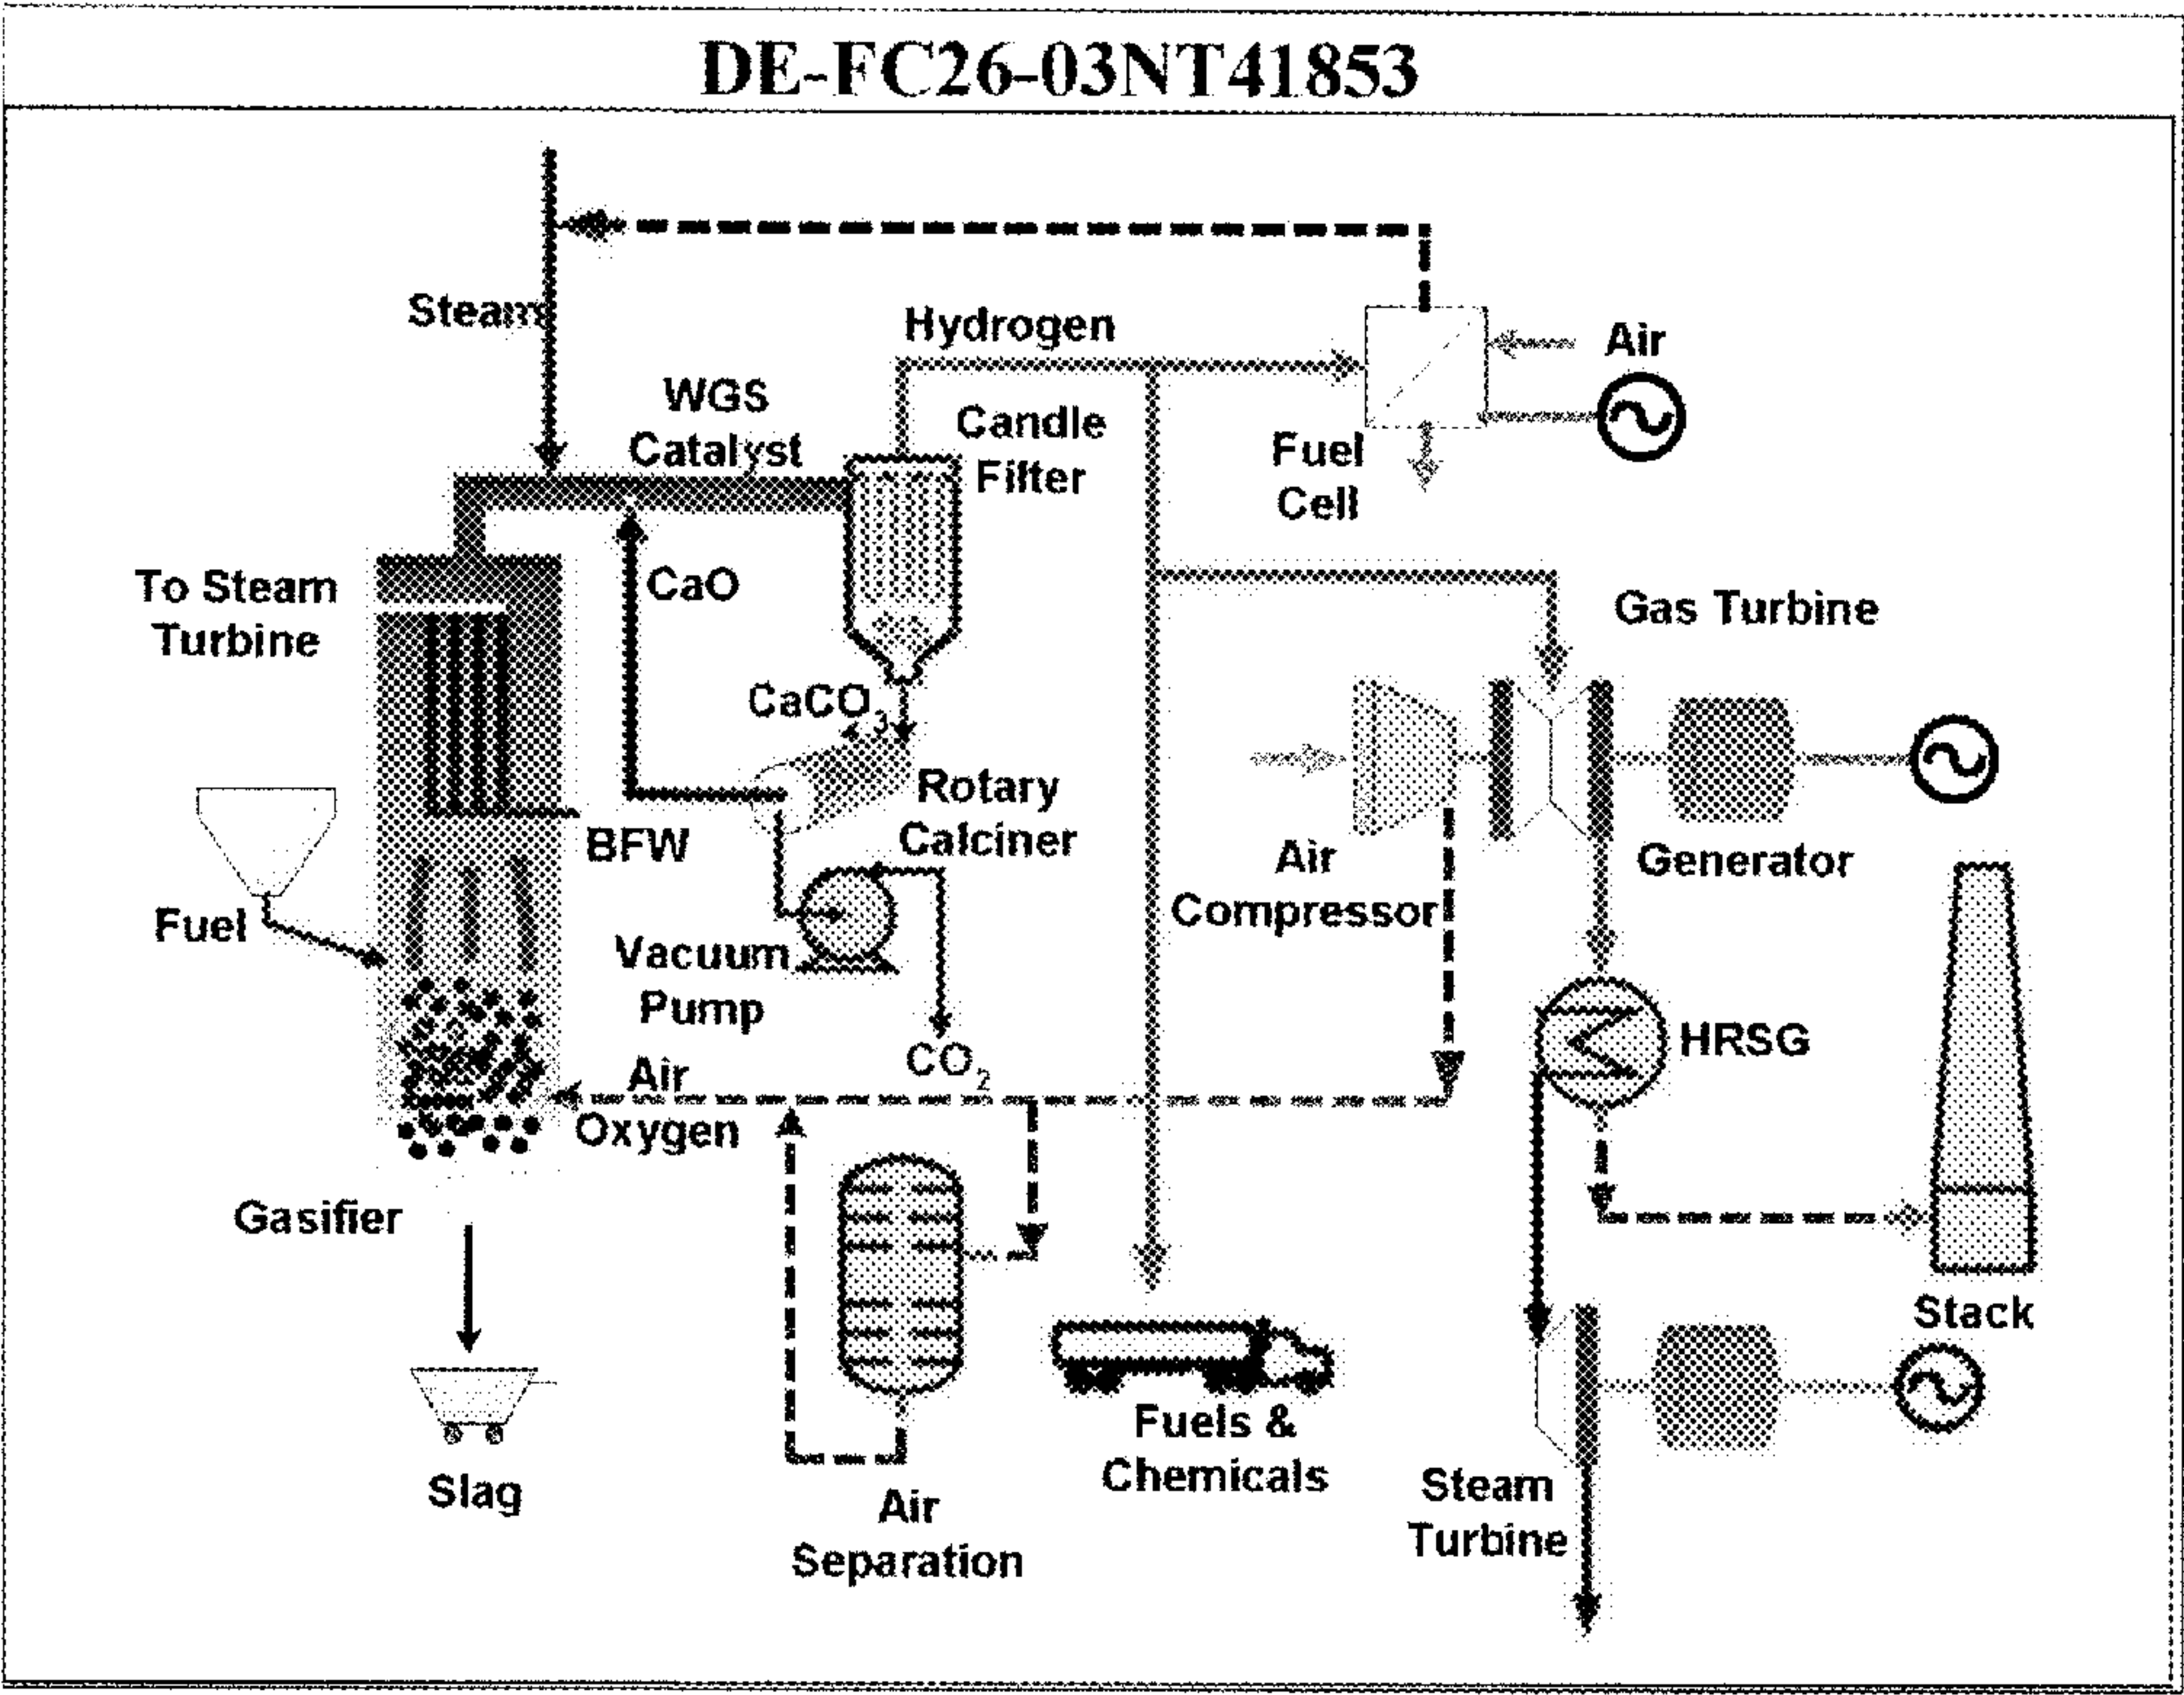 DE-FC26-03NT41853
Steam
Hydrogen
Air
WGS
Catalyst
Candle
Filter
Fuel
Cell
To Steam
Turbine
CaO
Gas Turbine
CaCO3
Rotary
Calciner
BFW
Air
Compressor
Generator
Fuel
Vacuum
Pump
HRSG
CO2
Air
Oxygen
Gasifier
Stack
Fuels &
Chemicals
Slag
Steam
Turbine
Air
Separation